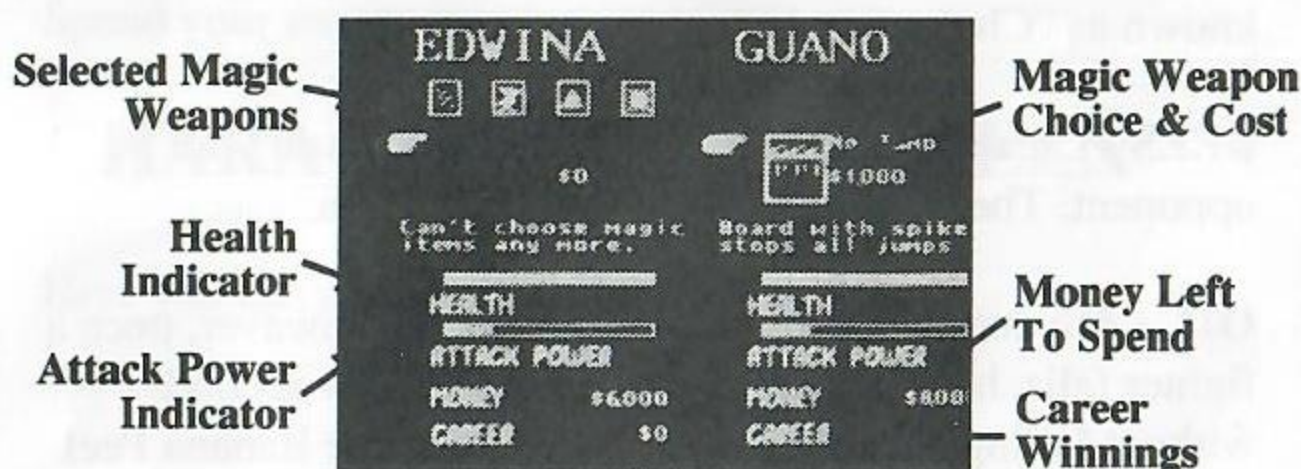 EDWINA
GUANO
Selected Magic
Weapons
Magic Weapon
Choice & Cost
No
$0
$1,000
Can't choose magic
items any more.
Board with spike
stops all jumps
Health
Indicator
HEALTH
HEALTH
Money Left
To Spend
Attack Power
Indicator
ATTACK POWER
ATTACK POWER
MONEY $6,000
MONEY
CAREER $0
CAREER
Career
Winnings